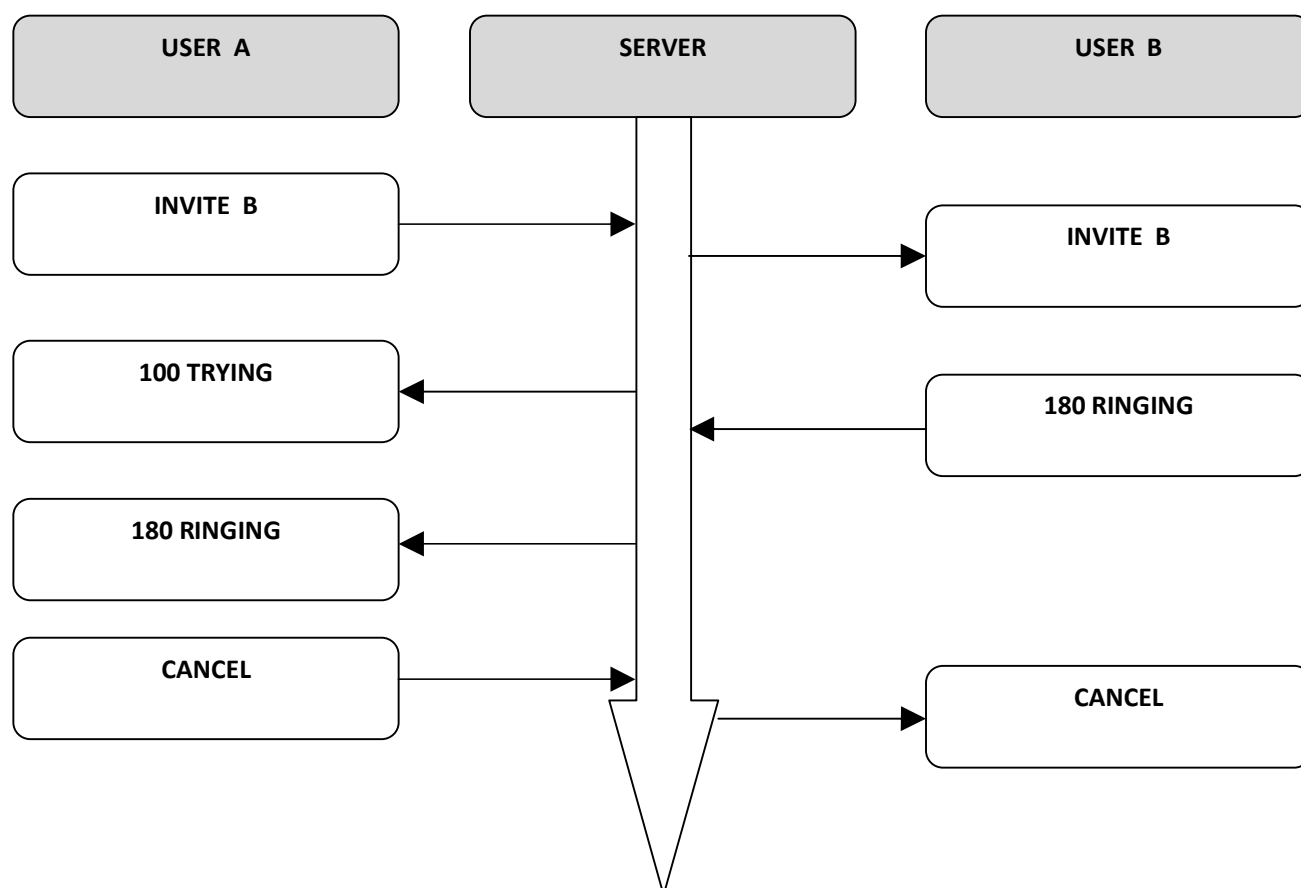 USER A
SERVER
USER B
INVITE B
INVITE B
100 TRYING
180 RINGING
180 RINGING
CANCEL
CANCEL